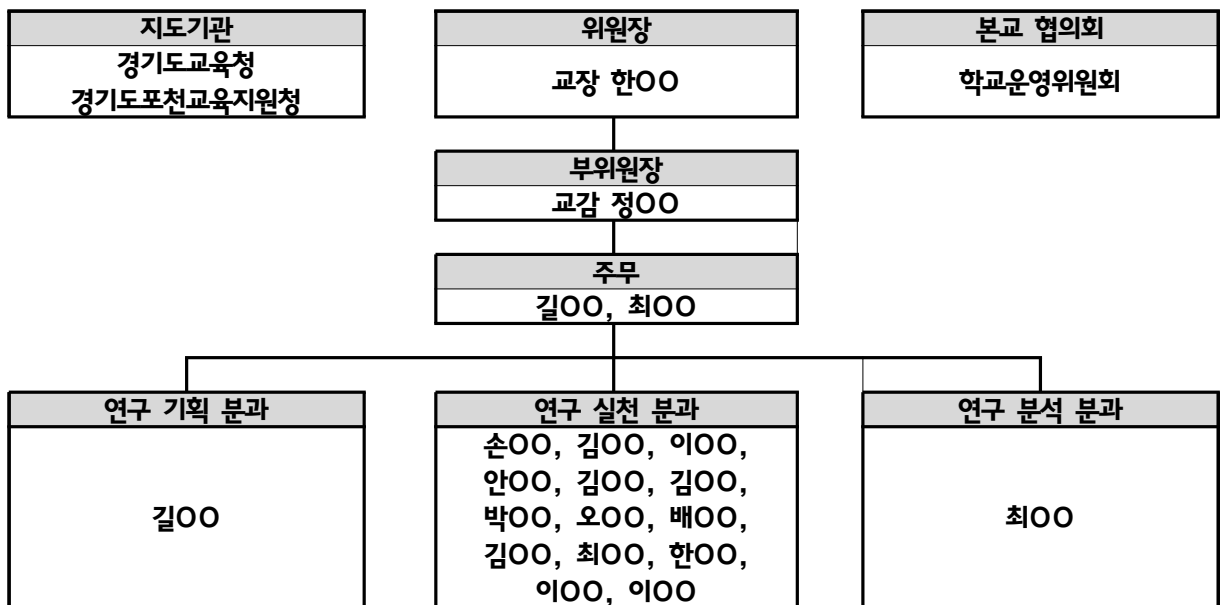 지도기관
경기도교육청
경기도포천교육지원청
위원장
교장 한OO
본교 협의회
학교운영위원회
부위원장
교감 정OO
주무
길OO, 최OO
연구 기획 분과
길OO
연구 실천 분과
손OO, 김OO, 이OO,
안OO, 김OO, 김OO,
박OO, 오OO, 배OO,
김OO, 최OO, 한OO,
이OO, 이OO
연구 분석 분과
최OO